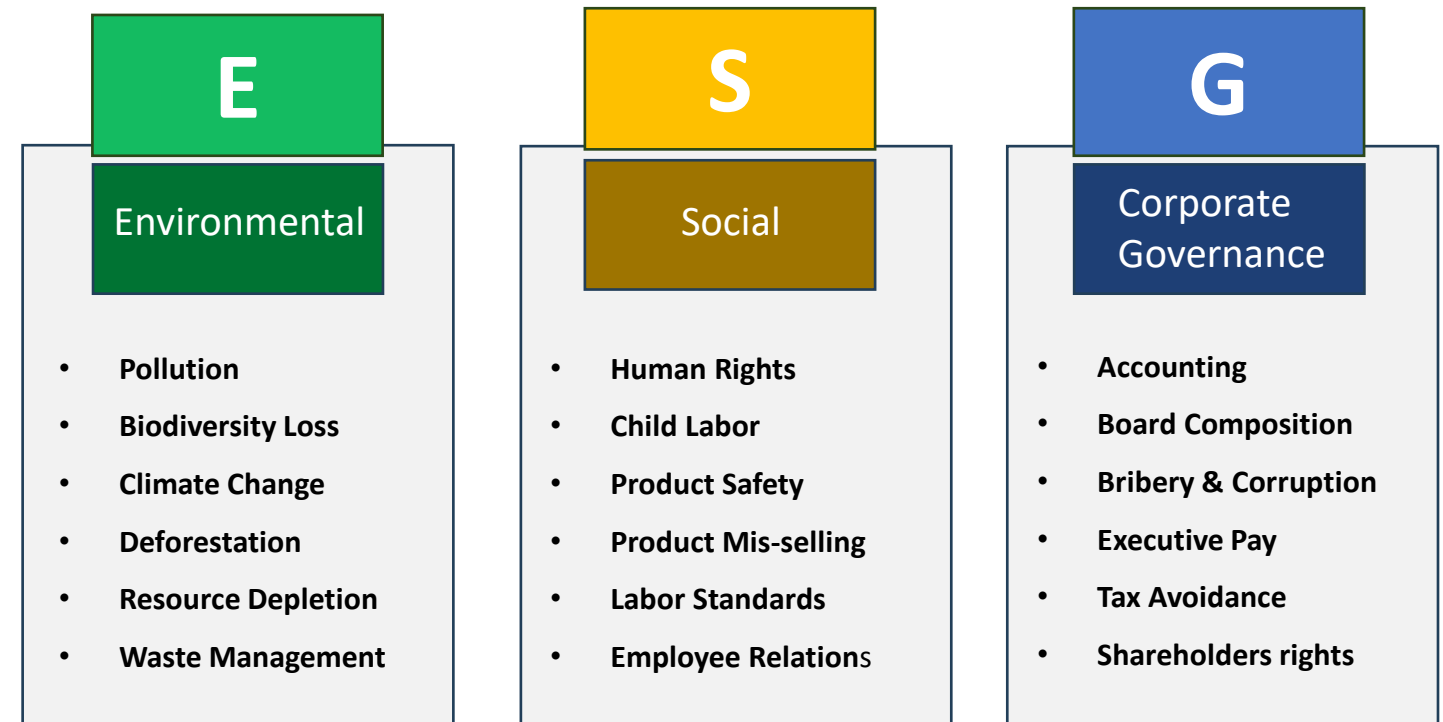 E
Environmental
• Pollution
• Biodiversity Loss
• Climate Change
• Deforestation
• Resource Depletion
• Waste Management
S
Social
• Human Rights
• Child Labor
• Product Safety
• Product Mis-selling
• Labor Standards
• Employee Relations
G
Corporate
Governance
• Accounting
• Board Composition
• Bribery & Corruption
• Executive Pay
• Tax Avoidance
• Shareholders rights